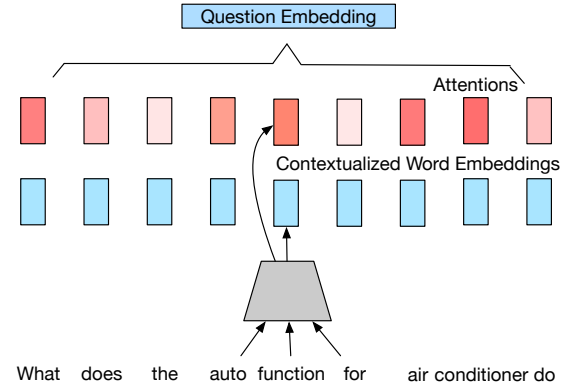 Question Embedding
Attentions
Contextualized Word Embeddings
What does the auto function for air conditioner do